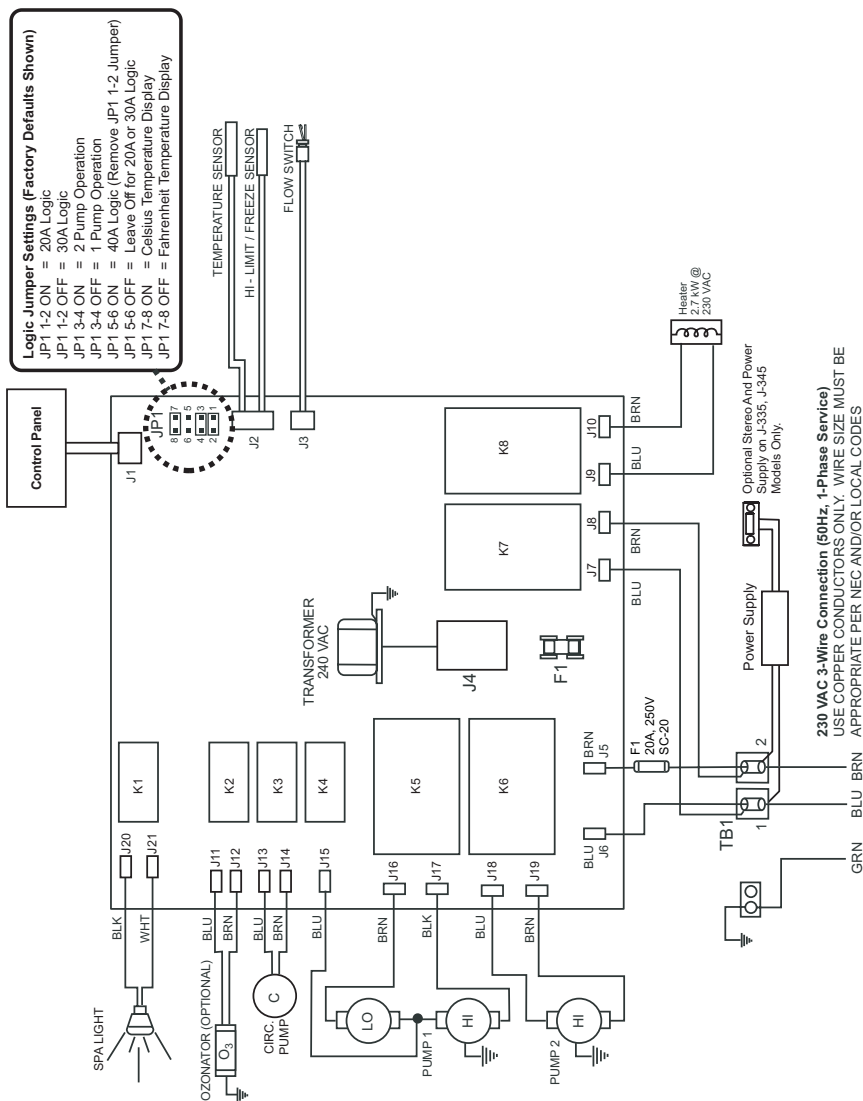 Logic Jumper Settings (Factory Defaults Shown)
JP1 1-2 ON = 20A Logic
JP1 1-2 OFF = 30A Logic
JP1 3-4 ON = 2 Pump Operation
JP1 3-4 OFF = 1 Pump Operation
JP1 5-6 ON = 40A Logic (Remove JP1 1-2 Jumper)
JP1 5-6 OFF = Leave Off for 20A or 30A Logic
JP1 7-8 ON = Celsius Temperature Display
JP1 7-8 OFF = Fahrenheit Temperature Display
Control Panel
J1
JP1
8 7
6 5
4 3
2 1
J2
J3
TEMPERATURE SENSOR
HI - LIMIT / FREEZE SENSOR
FLOW SWITCH
SPA LIGHT
BLK
WHT
J20
J21
K1
OZONATOR (OPTIONAL)
O3
BLU
BRN
J11
J12
K2
CIRC.
PUMP
C
BLU
BRN
J13
J14
K3
BLU
J15
K4
TRANSFORMER
240 VAC
J4
F1
LO
HI
PUMP 1
BRN
J16
BLK
J17
K5
HI
PUMP 2
BLU
J18
BRN
J19
K6
K7
K8
BLU
J6
BRN
J5
F1
20A, 250V
SC-20
BLU
J7
BRN
J8
BLU
J9
BRN
J10
Heater
2.7 kW @
230 VAC
TB1
1
2
Power Supply
Optional Stereo And Power
Supply on J-335, J-345
Models Only.
GRN
BLU
BRN
230 VAC 3-Wire Connection (50Hz, 1-Phase Service)
USE COPPER CONDUCTORS ONLY. WIRE SIZE MUST BE
APPROPRIATE PER NEC AND/OR LOCAL CODES